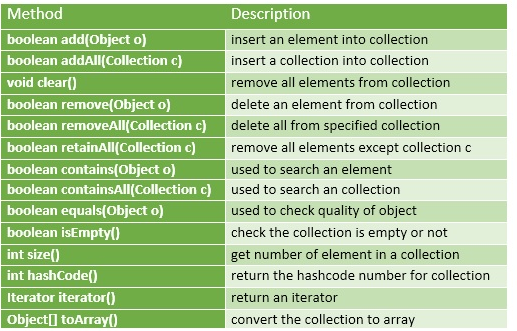 Method Description
boolean add(Object o) insert an element into collection
boolean addAll(Collection c) insert a collection into collection
void clear() remove all elements from collection
boolean remove(Object o) delete an element from collection
boolean removeAll(Collection c) delete all from specified collection
boolean retainAll(Collection c) remove all elements except collection c
boolean contains(Object o) used to search an element
boolean containsAll(Collection c) used to search an collection
boolean equals(Object o) used to check quality of object
boolean isEmpty() check the collection is empty or not
int size() get number of element in a collection
int hashCode() return the hashcode number for collection
Iterator iterator() return an iterator
Object[] toArray() convert the collection to array